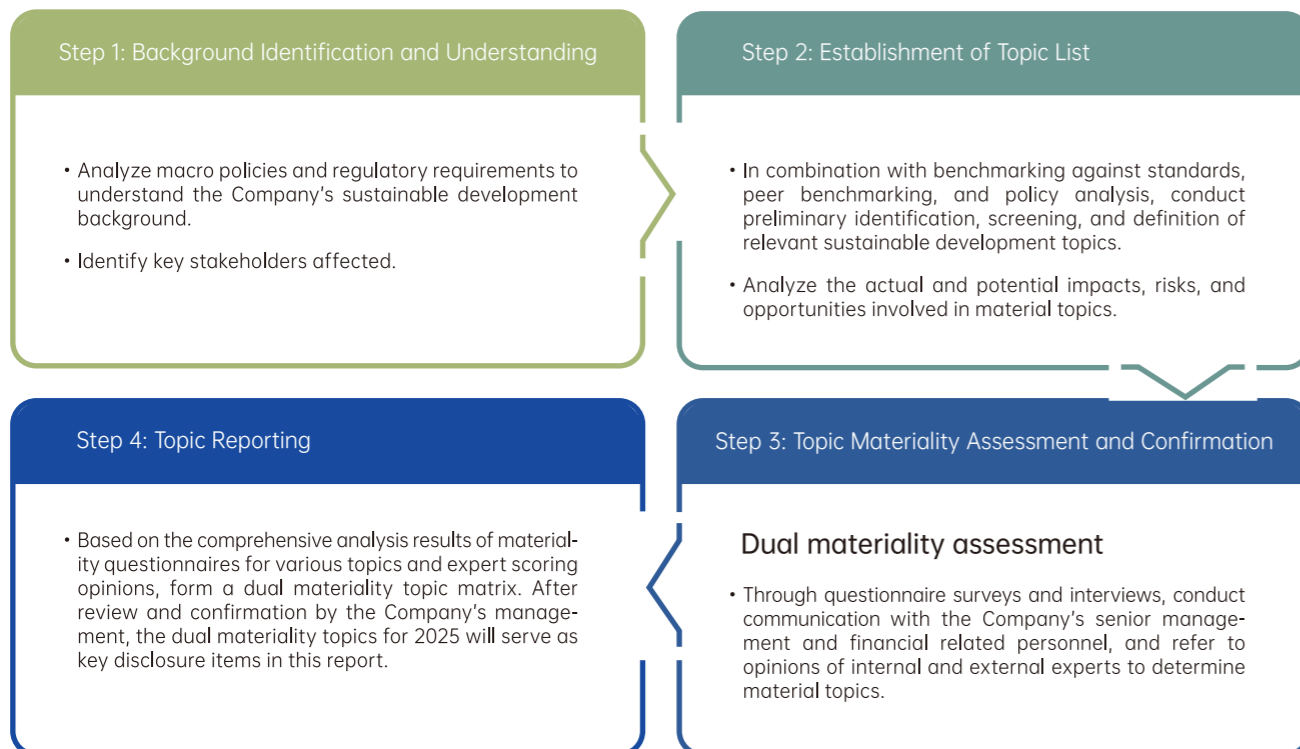 Step 1: Background Identification and Understanding
• Analyze macro policies and regulatory requirements to
understand the Company's sustainable development
background.
• Identify key stakeholders affected.
Step 2: Establishment of Topic List
• In combination with benchmarking against standards,
peer benchmarking, and policy analysis, conduct
preliminary identification, screening, and definition of
relevant sustainable development topics.
• Analyze the actual and potential impacts, risks, and
opportunities involved in material topics.
Step 3: Topic Materiality Assessment and Confirmation
Dual materiality assessment
• Through questionnaire surveys and interviews, conduct
communication with the Company's senior manage-
ment and financial related personnel, and refer to
opinions of internal and external experts to determine
material topics.
Step 4: Topic Reporting
• Based on the comprehensive analysis results of material-
ity questionnaires for various topics and expert scoring
opinions, form a dual materiality topic matrix. After
review and confirmation by the Company's manage-
ment, the dual materiality topics for 2025 will serve as
key disclosure items in this report.